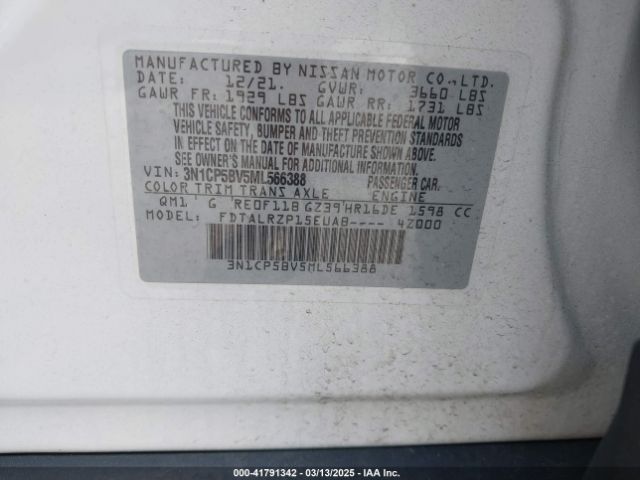 MANUFACTURED BY NISSAN MOTOR CO.,LTD.
DATE: 12/21. GVWR: 3660 LBS
GAWR FR: 1929 LBS GAWR RR: 1731 LBS
THIS VEHICLE CONFORMS TO ALL APPLICABLE FEDERAL MOTOR
VEHICLE SAFETY, BUMPER AND THEFT PREVENTION STANDARDS
IN EFFECT ON THE DATE OF MANUFACTURE SHOWN ABOVE.
SEE OWNER'S MANUAL FOR ADDITIONAL INFORMATION.
VIN: 3N1CP5BV5ML566388 PASSENGER CAR.
COLOR TRIM TRANS AXLE ENGINE
QM1 G RE0F11B GZ39 HR16DE 1598 CC
MODEL: FDTALRZP15EUAB---- 4Z000
3N1CP5BV5ML566388
000-41791342 | 03/13/2025 | IAA Inc.